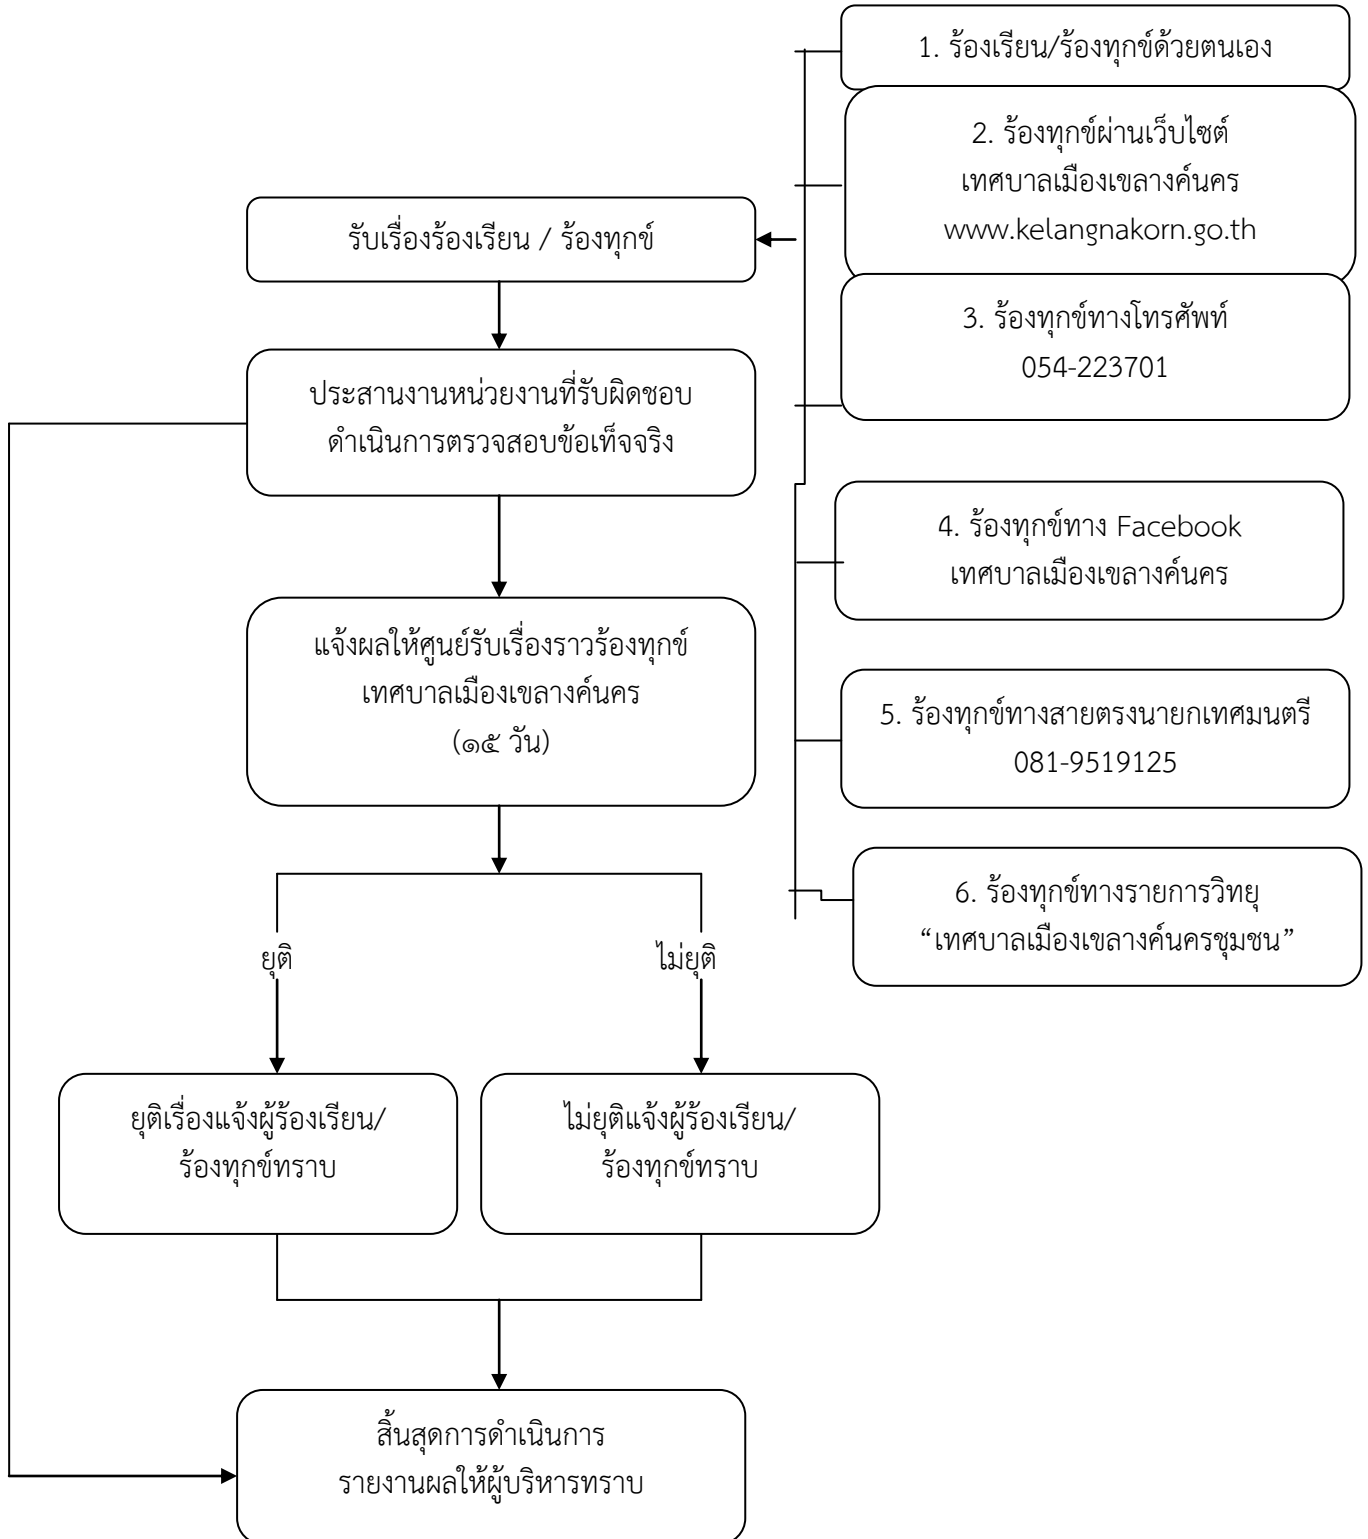 1. ร้องเรียน/ร้องทุกข์ด้วยตนเอง
2. ร้องทุกข์ผ่านเว็บไซต์
เทศบาลเมืองเขลางค์นคร
www.kelangnakorn.go.th
รับเรื่องร้องเรียน / ร้องทุกข์
3. ร้องทุกข์ทางโทรศัพท์
054-223701
ประสานงานหน่วยงานที่รับผิดชอบ
ดำเนินการตรวจสอบข้อเท็จจริง
4. ร้องทุกข์ทาง Facebook
เทศบาลเมืองเขลางค์นคร
แจ้งผลให้ศูนย์รับเรื่องราวร้องทุกข์
เทศบาลเมืองเขลางค์นคร
(๑๕ วัน)
5. ร้องทุกข์ทางสายตรงนายกเทศมนตรี
081-9519125
6. ร้องทุกข์ทางรายการวิทยุ
“เทศบาลเมืองเขลางค์นครชุมชน”
ยุติ
ไม่ยุติ
ยุติเรื่องแจ้งผู้ร้องเรียน/
ร้องทุกข์ทราบ
ไม่ยุติแจ้งผู้ร้องเรียน/
ร้องทุกข์ทราบ
สิ้นสุดการดำเนินการ
รายงานผลให้ผู้บริหารทราบ